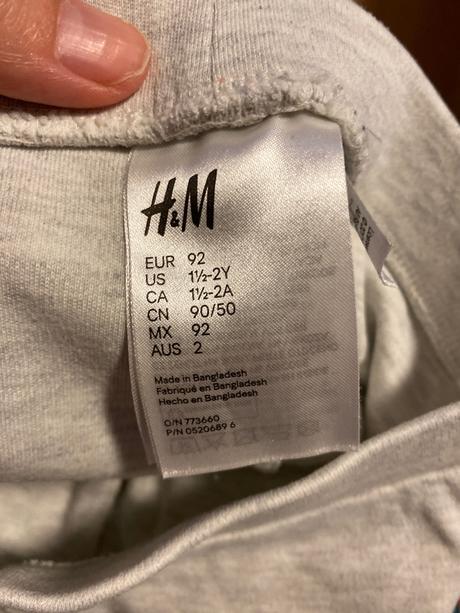 H&M
EUR 92
US 1½-2Y
CA 1½-2A
CN 90/50
MX 92
AUS 2
Made in Bangladesh
Fabriqué en Bangladesh
Hecho en Bangladesh
O/N 773660
P/N 0520689 6